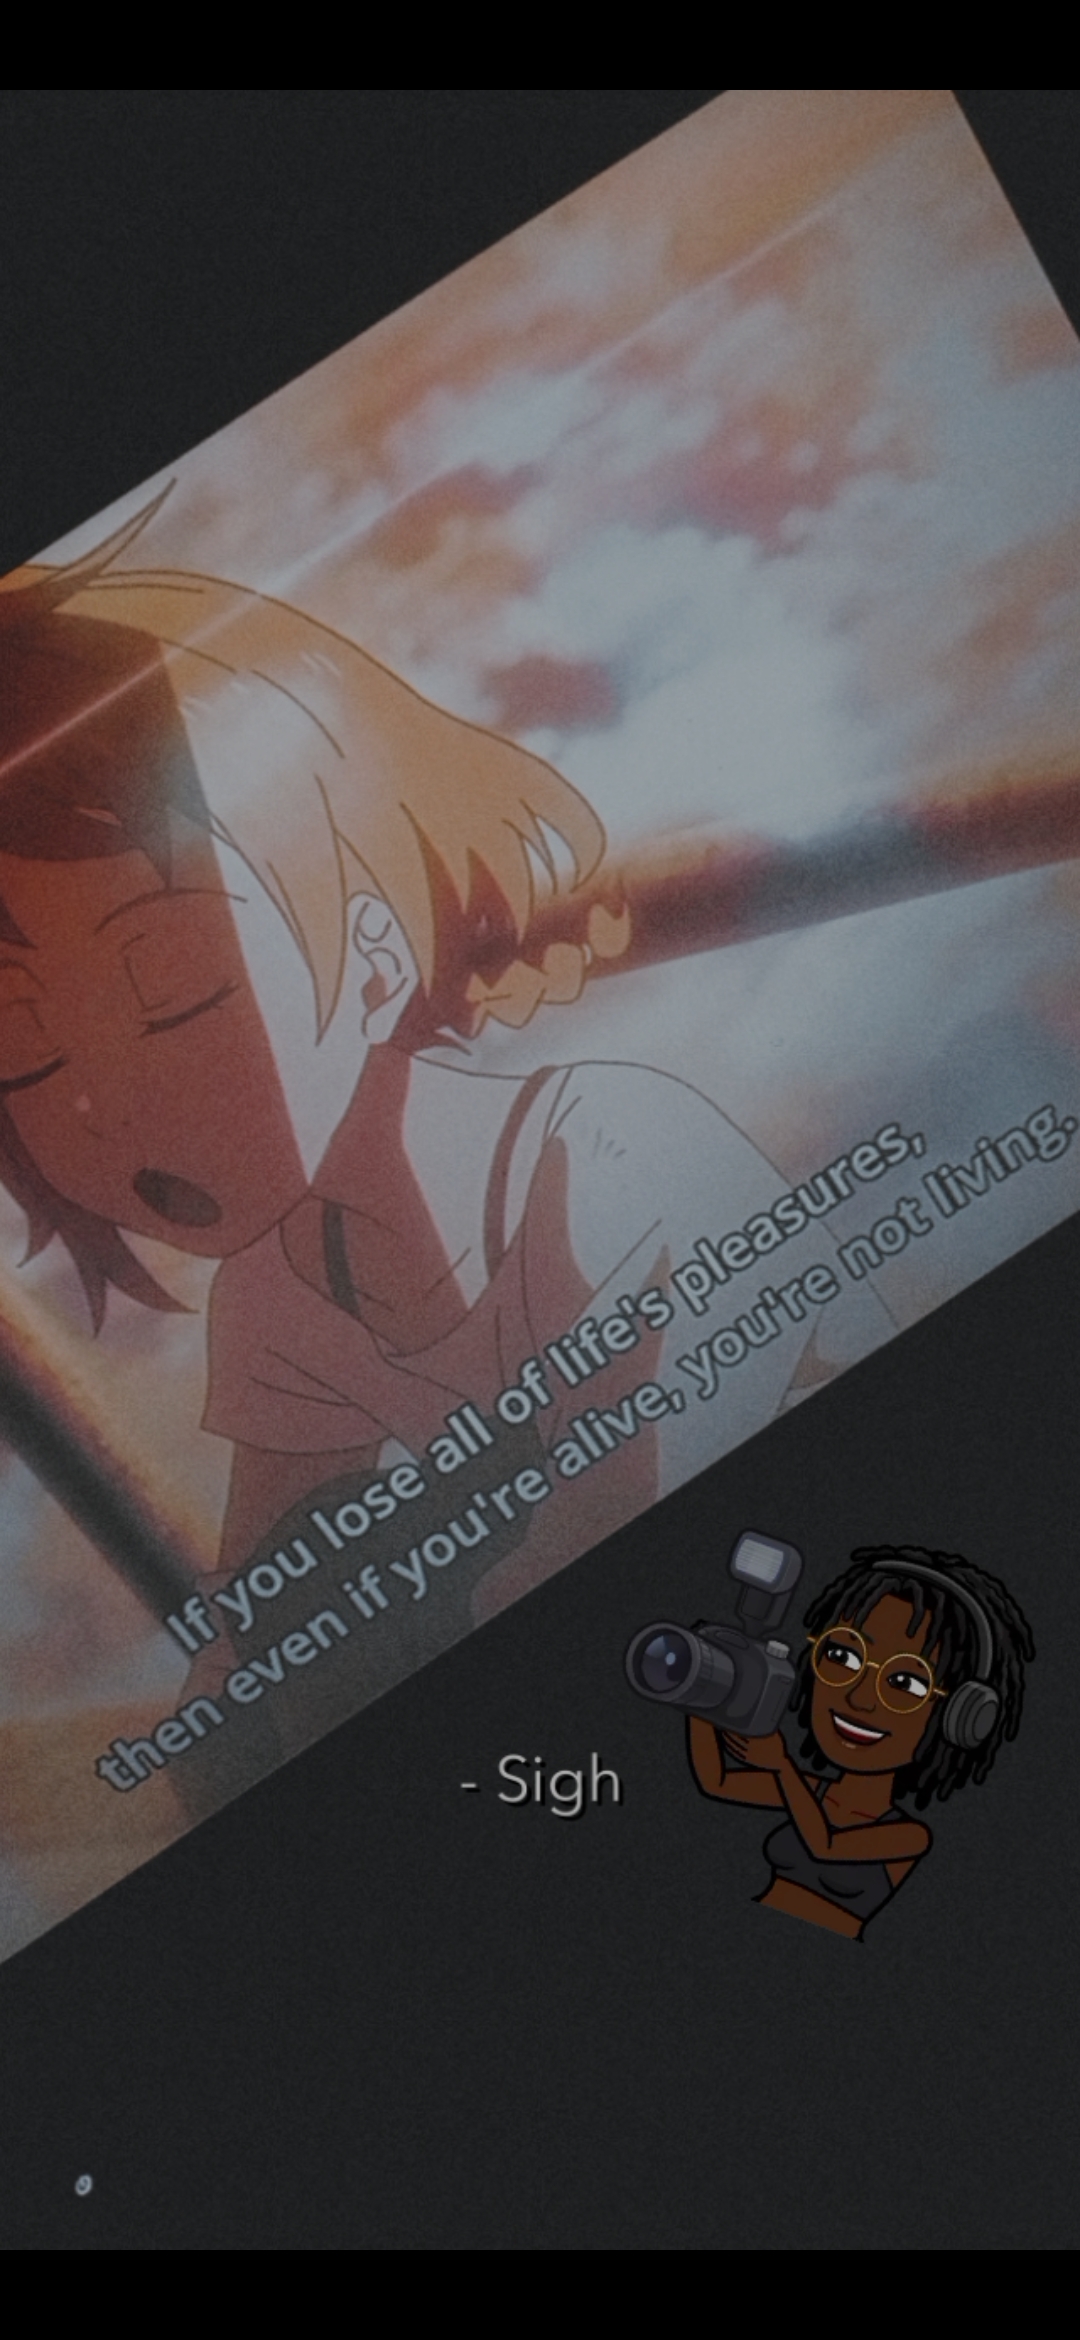 If you lose all of life's pleasures,
then even if you're alive, you're not living.
- Sigh